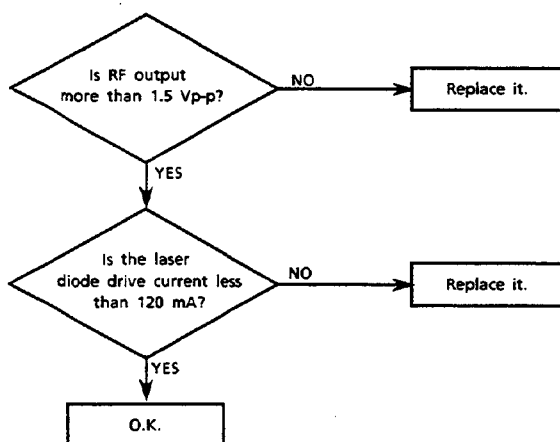 Is RF output
more than 1.5 Vp-p?
NO
Replace it.
YES
Is the laser
diode drive current less
than 120 mA?
NO
Replace it.
YES
O.K.